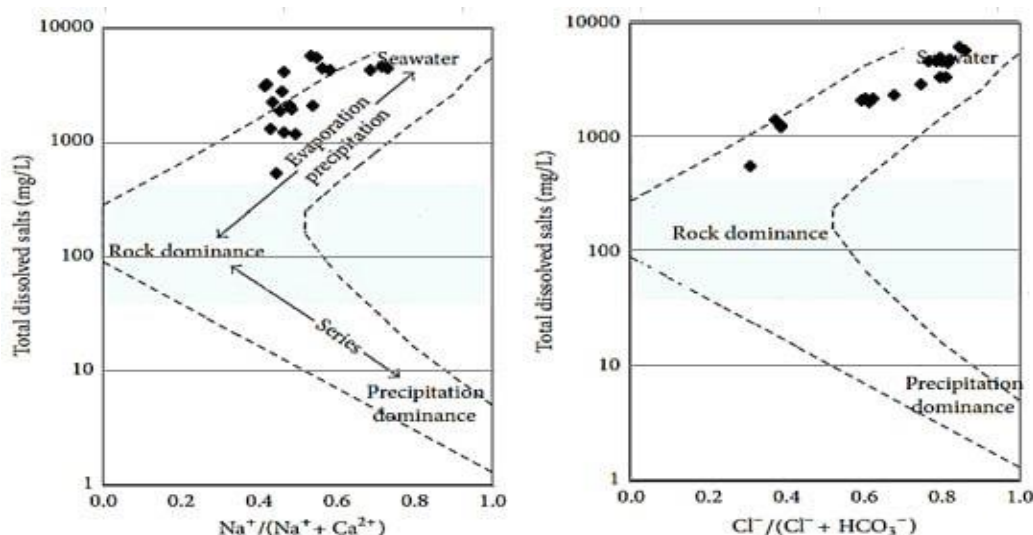 10000
1000
100
10
1
Total dissolved salts (mg/L)
Seawater
Evaporation
precipitation
Rock dominance
Series
Precipitation
dominance
0.0 0.2 0.4 0.6 0.8 1.0
Na⁺/(Na⁺ + Ca²⁺)
10000
1000
100
10
1
Total dissolved salts (mg/L)
Seawater
Rock dominance
Precipitation
dominance
0.0 0.2 0.4 0.6 0.8 1.0
Cl⁻/(Cl⁻ + HCO₃⁻)